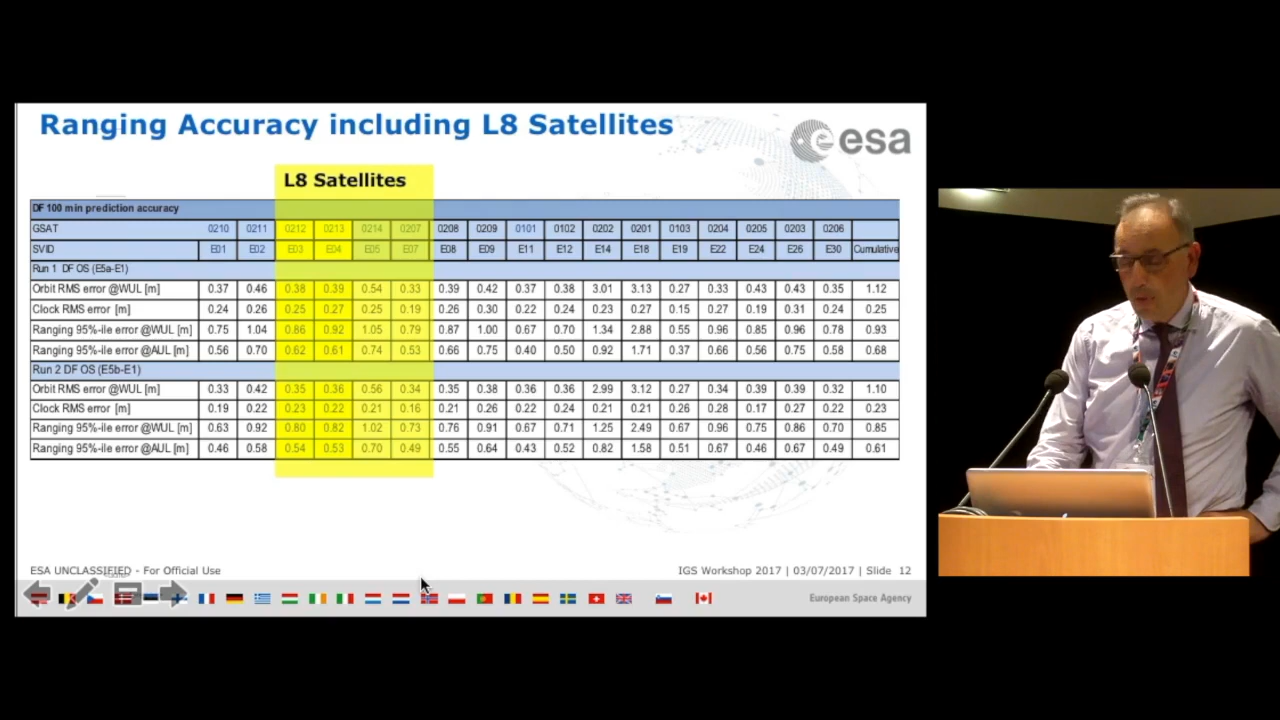 Ranging Accuracy including L8 Satellites
esa
L8 Satellites
DF 100 min prediction accuracy
GSAT 0210 0211 0212 0213 0214 0207 0208 0209 0101 0102 0202 0201 0103 0204 0205 0203 0206
SVID E01 E02 E03 E04 E05 E07 E08 E09 E11 E12 E14 E18 E19 E22 E24 E26 E30 Cumulative
Run 1 DF OS (E5a-E1)
Orbit RMS error @WUL [m] 0.37 0.46 0.38 0.39 0.54 0.33 0.39 0.42 0.37 0.38 3.01 3.13 0.27 0.33 0.43 0.43 0.35 1.12
Clock RMS error [m] 0.24 0.26 0.25 0.27 0.25 0.19 0.26 0.30 0.22 0.24 0.23 0.27 0.15 0.27 0.19 0.31 0.24 0.25
Ranging 95%-ile error @WUL [m] 0.75 1.04 0.86 0.92 1.05 0.79 0.87 1.00 0.67 0.70 1.34 2.88 0.55 0.96 0.85 0.96 0.78 0.93
Ranging 95%-ile error @AUL [m] 0.56 0.70 0.62 0.61 0.74 0.53 0.66 0.75 0.40 0.50 0.92 1.71 0.37 0.66 0.56 0.75 0.58 0.68
Run 2 DF OS (E5b-E1)
Orbit RMS error @WUL [m] 0.33 0.42 0.35 0.36 0.56 0.34 0.35 0.38 0.36 0.36 2.99 3.12 0.27 0.34 0.39 0.39 0.32 1.10
Clock RMS error [m] 0.19 0.22 0.23 0.22 0.21 0.16 0.21 0.26 0.22 0.24 0.21 0.21 0.26 0.28 0.17 0.27 0.22 0.23
Ranging 95%-ile error @WUL [m] 0.63 0.92 0.80 0.82 1.02 0.73 0.76 0.91 0.67 0.71 1.25 2.49 0.67 0.96 0.75 0.86 0.70 0.85
Ranging 95%-ile error @AUL [m] 0.46 0.58 0.54 0.53 0.70 0.49 0.55 0.64 0.43 0.52 0.82 1.58 0.51 0.67 0.46 0.67 0.49 0.61
ESA UNCLASSIFIED - For Official Use
IGS Workshop 2017 | 03/07/2017 | Slide 12
European Space Agency